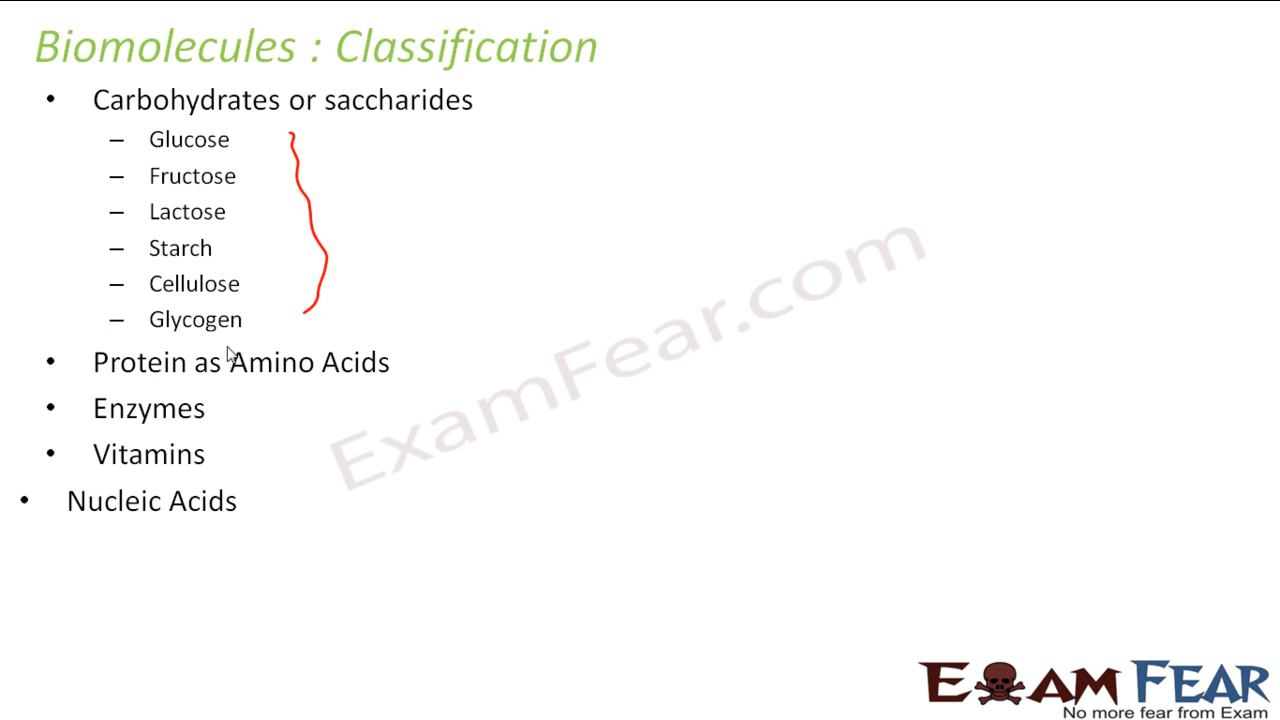 Biomolecules : Classification
• Carbohydrates or saccharides
– Glucose
– Fructose
– Lactose
– Starch
– Cellulose
– Glycogen
• Protein as Amino Acids
• Enzymes
• Vitamins
• Nucleic Acids
ExamFear.com
EXAM FEAR
No more fear from Exam